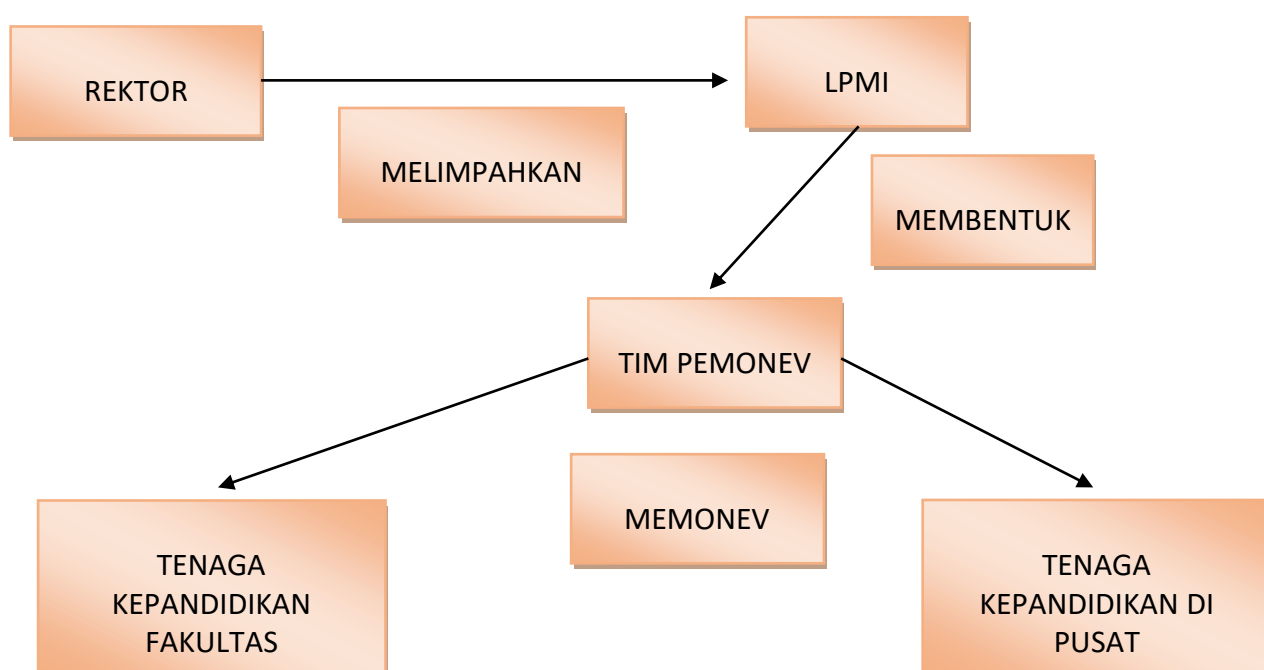 REKTOR
LPMI
MELIMPAHKAN
MEMBENTUK
TIM PEMONEV
MEMONEV
TENAGA
KEPANDIDIKAN
FAKULTAS
TENAGA
KEPANDIDIKAN DI
PUSAT